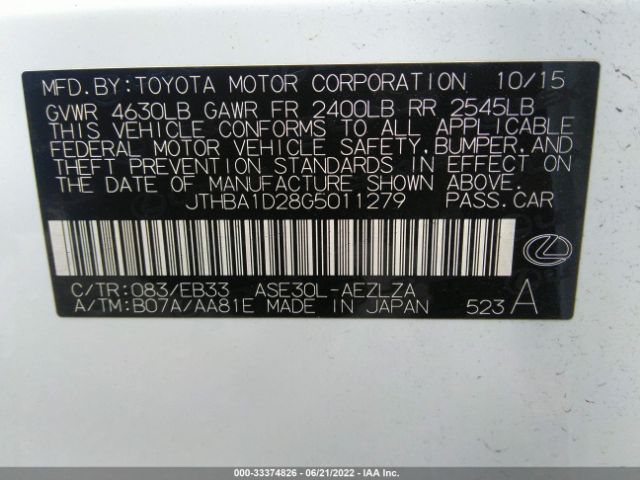 MFD.BY:TOYOTA MOTOR CORPORATION 10/15
GVWR 4630LB GAWR FR 2400LB RR 2545LB
THIS VEHICLE CONFORMS TO ALL APPLICABLE
FEDERAL MOTOR VEHICLE SAFETY,BUMPER,AND
THEFT PREVENTION STANDARDS IN EFFECT ON
THE DATE OF MANUFACTURE SHOWN ABOVE.
JTHBA1D28G5011279 PASS.CAR
C/TR:083/EB33 ASE30L-AEZLZA
A/TM:B07A/AA81E MADE IN JAPAN 523 A
000-33374826 - 06/21/2022 - IAA Inc.